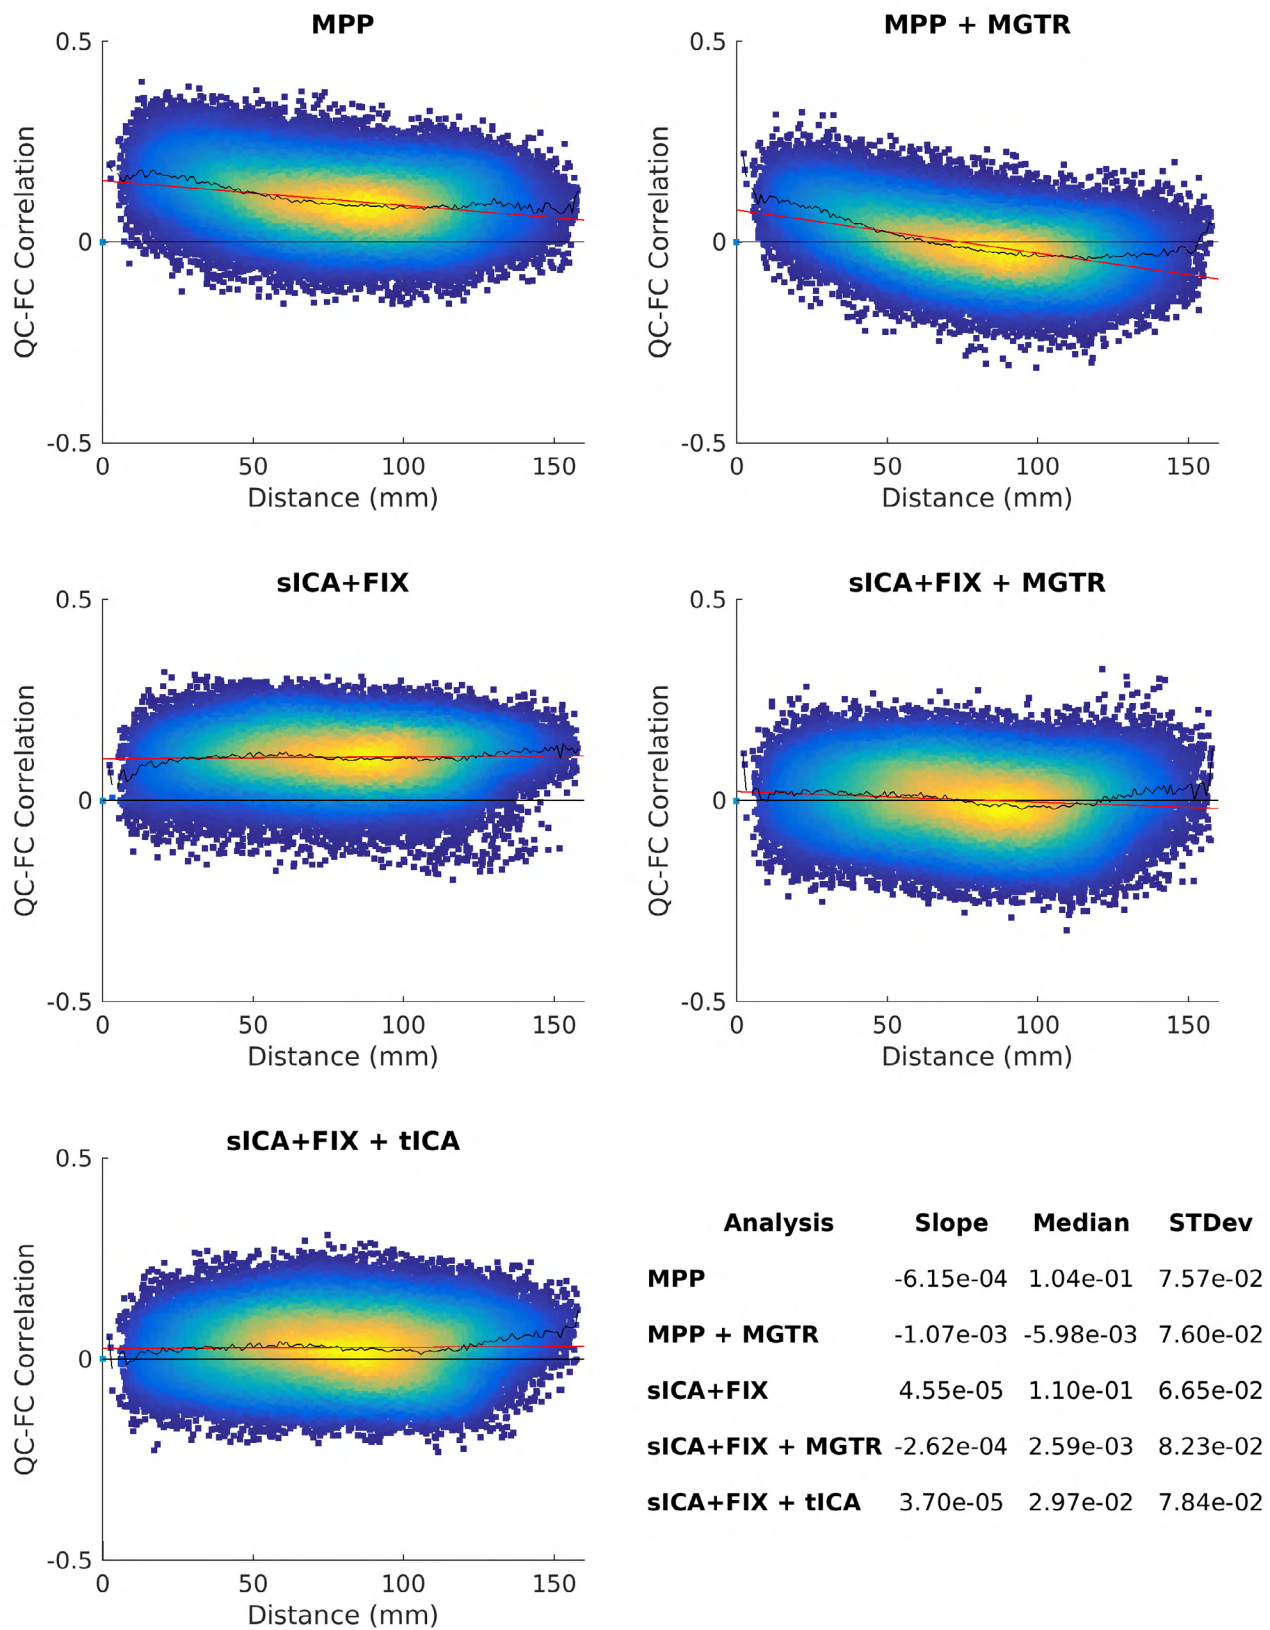 MPP
0.5
0
-0.5
QC-FC Correlation
0 50 100 150
Distance (mm)
MPP + MGTR
0.5
0
-0.5
QC-FC Correlation
0 50 100 150
Distance (mm)
sICA+FIX
0.5
0
-0.5
QC-FC Correlation
0 50 100 150
Distance (mm)
sICA+FIX + MGTR
0.5
0
-0.5
QC-FC Correlation
0 50 100 150
Distance (mm)
sICA+FIX + tICA
0.5
0
-0.5
QC-FC Correlation
0 50 100 150
Distance (mm)
Analysis Slope Median STDev
MPP -6.15e-04 1.04e-01 7.57e-02
MPP + MGTR -1.07e-03 -5.98e-03 7.60e-02
sICA+FIX 4.55e-05 1.10e-01 6.65e-02
sICA+FIX + MGTR -2.62e-04 2.59e-03 8.23e-02
sICA+FIX + tICA 3.70e-05 2.97e-02 7.84e-02